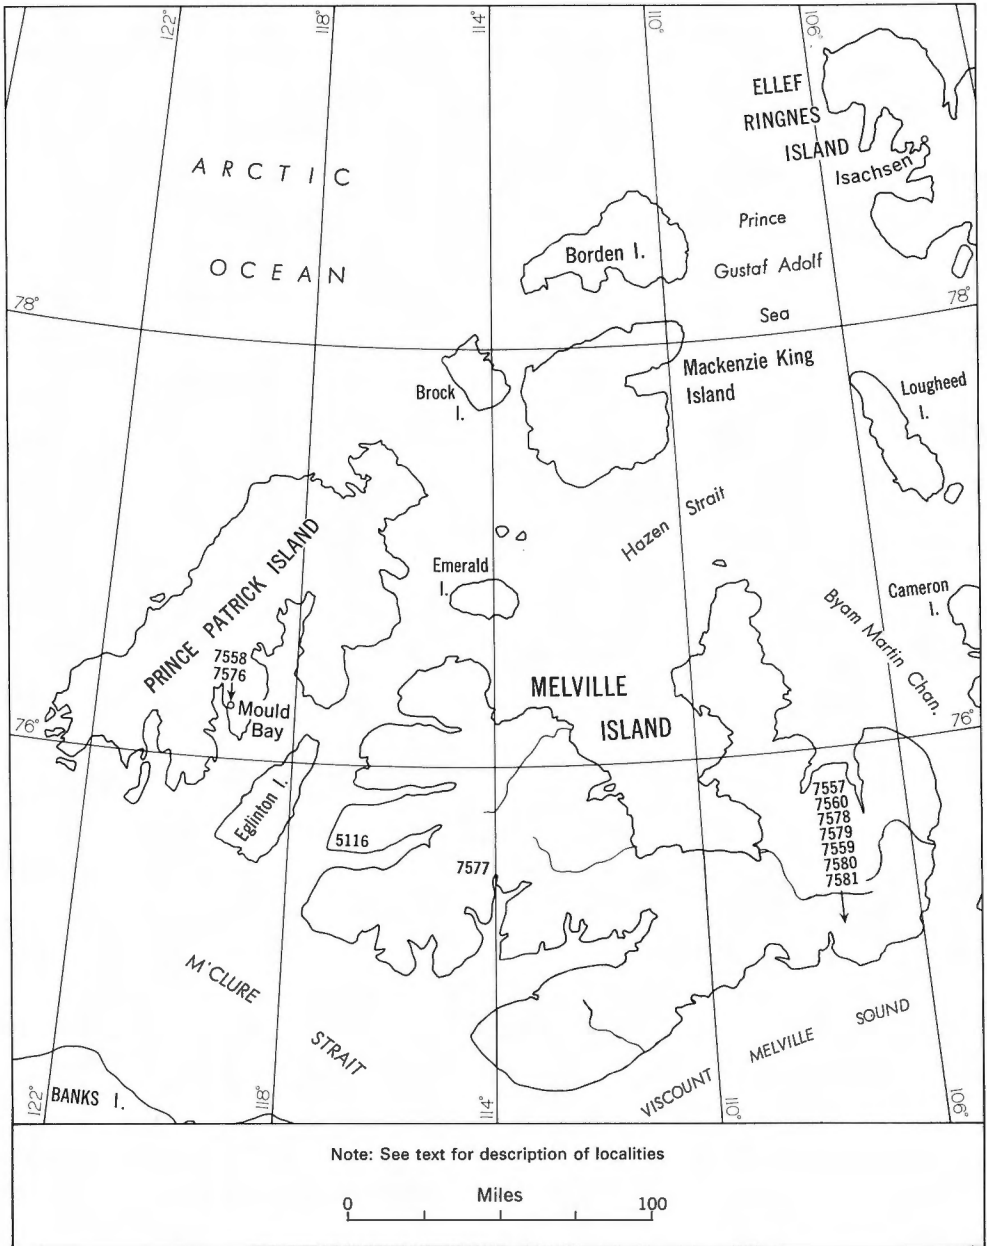 122°
118°
114°
110°
106°
ELLEF
RINGNES
ISLAND
Isachsen
ARCTIC
OCEAN
Borden I.
Prince
Gustaf Adolf
Sea
78°
78°
Mackenzie King
Island
Brock
I.
Lougheed
I.
Hazen Strait
PRINCE PATRICK ISLAND
Emerald
I.
Cameron
I.
Byam Martin Chan.
7558
7576
Mould
Bay
MELVILLE
ISLAND
76°
76°
Eglinton I.
5116
7577
7557
7560
7578
7579
7559
7580
7581
M'CLURE
STRAIT
VISCOUNT MELVILLE SOUND
BANKS I.
122°
118°
114°
110°
106°
Note: See text for description of localities
Miles
0 100